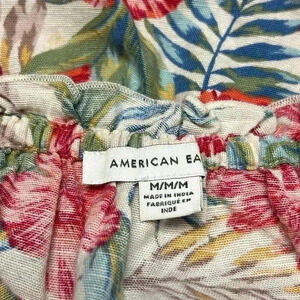 AMERICAN EA
M/M/M
MADE IN INDIA
FABRIQUÉ EN
INDE